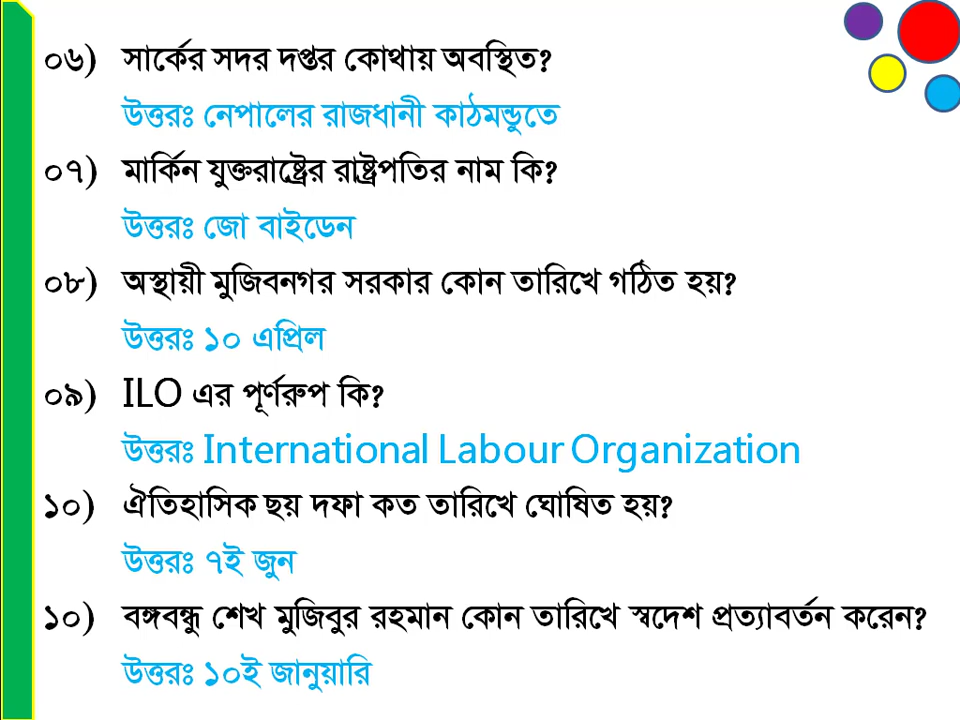 ০৬) সার্কের সদর দপ্তর কোথায় অবস্থিত?
উত্তরঃ নেপালের রাজধানী কাঠমন্ডুতে
০৭) মার্কিন যুক্তরাষ্ট্রের রাষ্ট্রপতির নাম কি?
উত্তরঃ জো বাইডেন
০৮) অস্থায়ী মুজিবনগর সরকার কোন তারিখে গঠিত হয়?
উত্তরঃ ১০ এপ্রিল
০৯) ILO এর পূর্ণরুপ কি?
উত্তরঃ International Labour Organization
১০) ঐতিহাসিক ছয় দফা কত তারিখে ঘোষিত হয়?
উত্তরঃ ৭ই জুন
১০) বঙ্গবন্ধু শেখ মুজিবুর রহমান কোন তারিখে স্বদেশ প্রত্যাবর্তন করেন?
উত্তরঃ ১০ই জানুয়ারি